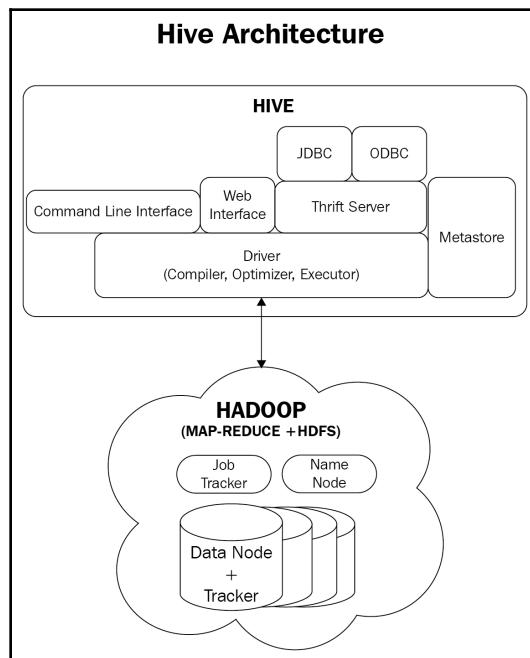 Hive Architecture
HIVE
JDBC
ODBC
Command Line Interface
Web
Interface
Thrift Server
Metastore
Driver
(Compiler, Optimizer, Executor)
HADOOP
(MAP-REDUCE +HDFS)
Job
Tracker
Name
Node
Data Node
+
Tracker